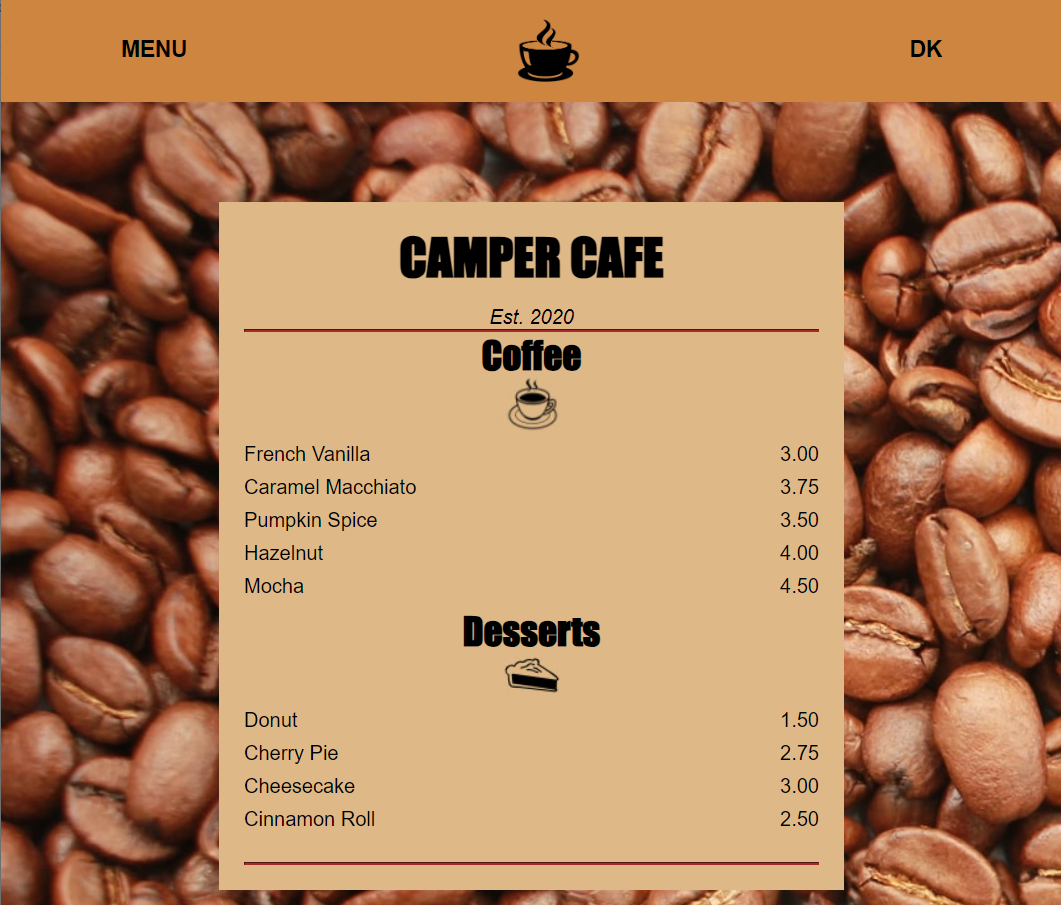 MENU
DK
CAMPER CAFE
Est. 2020
Coffee
French Vanilla 3.00
Caramel Macchiato 3.75
Pumpkin Spice 3.50
Hazelnut 4.00
Mocha 4.50
Desserts
Donut 1.50
Cherry Pie 2.75
Cheesecake 3.00
Cinnamon Roll 2.50